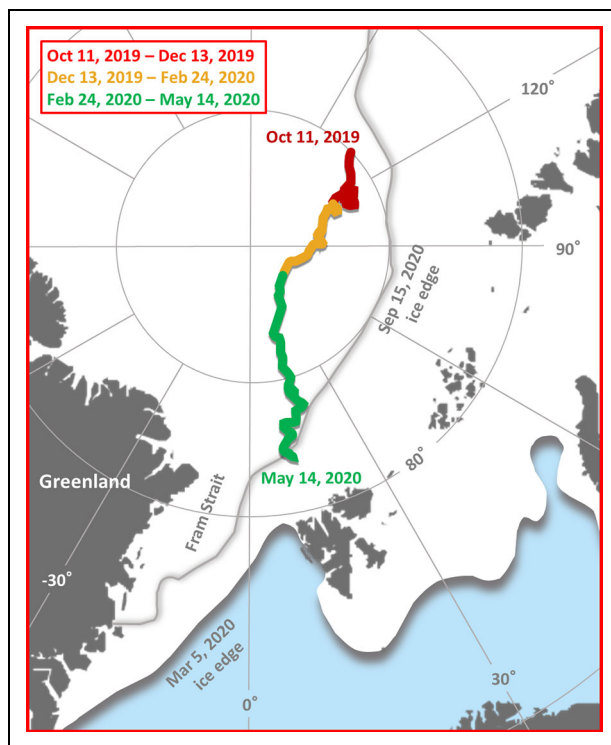 Oct 11, 2019 – Dec 13, 2019
Dec 13, 2019 – Feb 24, 2020
Feb 24, 2020 – May 14, 2020
120°
Oct 11, 2019
90°
Sep 15, 2020
ice edge
80°
Greenland
May 14, 2020
Fram Strait
-30°
Mar 5, 2020
ice edge
30°
0°